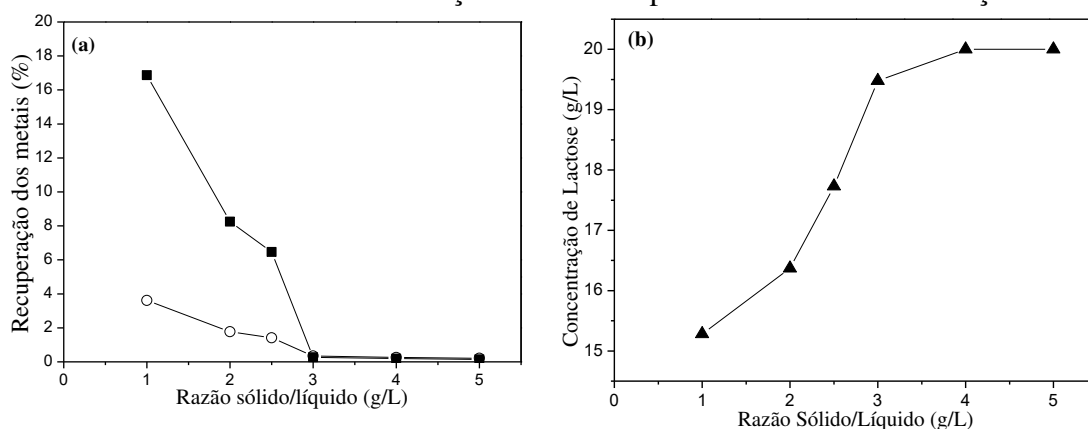 (a)
Recuperação dos metais (%)
20
18
16
14
12
10
8
6
4
2
0
0 1 2 3 4 5
Razão sólido/líquido (g/L)
(b)
Concentração de Lactose (g/L)
20
19
18
17
16
15
0 1 2 3 4 5
Razão Sólido/Líquido (g/L)